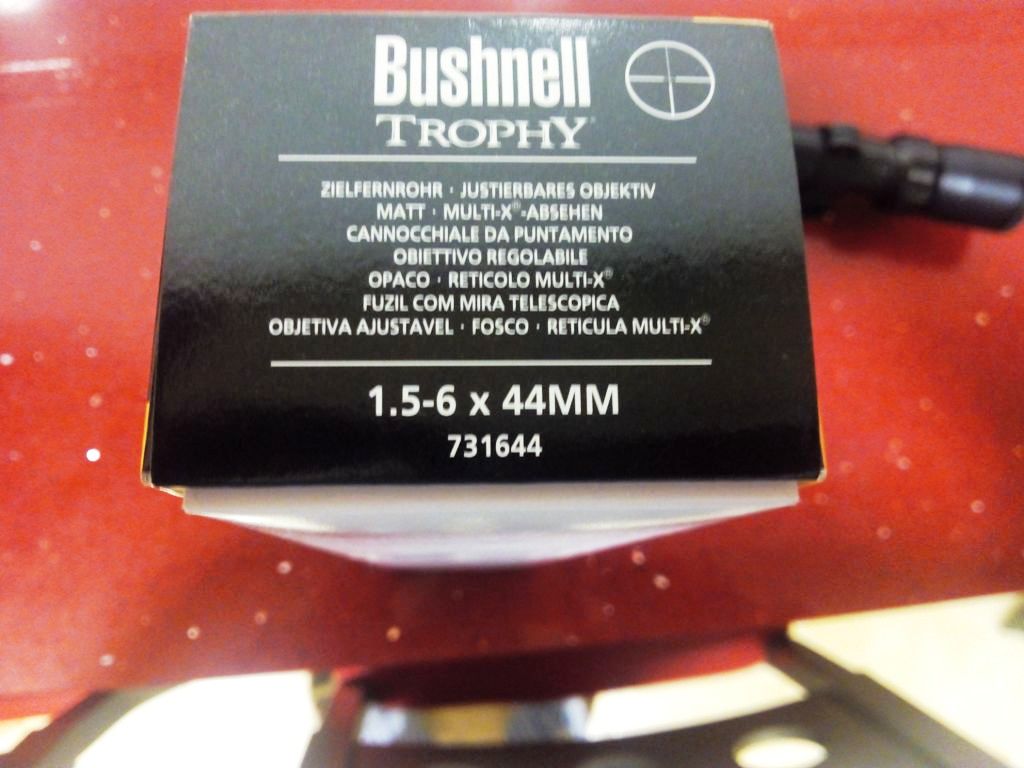 Bushnell
TROPHY
ZIELFERNROHR · JUSTIERBARES OBJEKTIV
MATT · MULTI-X®-ABSEHEN
CANNOCCHIALE DA PUNTAMENTO
OBIETTIVO REGOLABILE
OPACO · RETICOLO MULTI-X®
FUZIL COM MIRA TELESCOPICA
OBJETIVA AJUSTAVEL · FOSCO · RETICULA MULTI-X®
1.5-6 x 44MM
731644